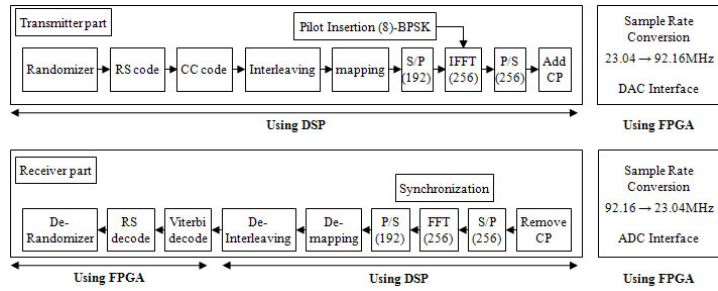 Transmitter part
Pilot Insertion (8)-BPSK
Randomizer
RS code
CC code
Interleaving
mapping
S/P
(192)
IFFT
(256)
P/S
(256)
Add
CP
Using DSP
Sample Rate
Conversion
23.04 → 92.16MHz
DAC Interface
Using FPGA
Receiver part
Synchronization
De-
Randomizer
RS
decode
Viterbi
decode
De-
Interleaving
De-
mapping
P/S
(192)
FFT
(256)
S/P
(256)
Remove
CP
Using FPGA
Using DSP
Sample Rate
Conversion
92.16 → 23.04MHz
ADC Interface
Using FPGA